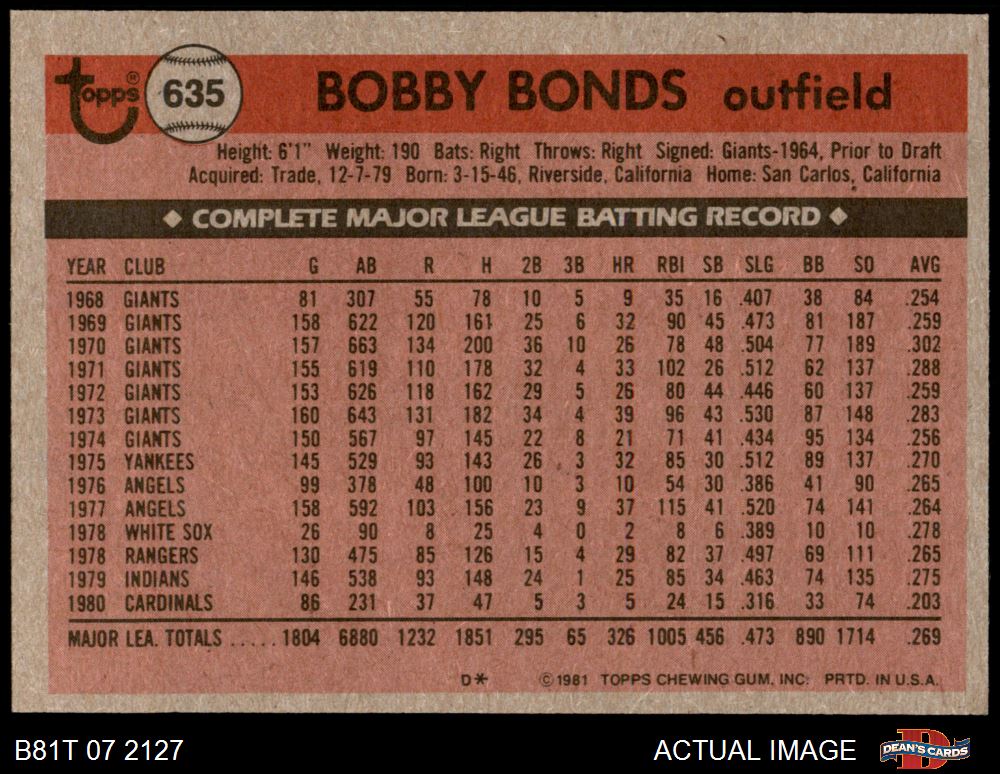 topps® 635 BOBBY BONDS outfield
Height: 6'1" Weight: 190 Bats: Right Throws: Right Signed: Giants-1964, Prior to Draft
Acquired: Trade, 12-7-79 Born: 3-15-46, Riverside, California Home: San Carlos, California
◆ COMPLETE MAJOR LEAGUE BATTING RECORD ◆
YEAR CLUB G AB R H 2B 3B HR RBI SB SLG BB SO AVG
1968 GIANTS 81 307 55 78 10 5 9 35 16 .407 38 84 .254
1969 GIANTS 158 622 120 161 25 6 32 90 45 .473 81 187 .259
1970 GIANTS 157 663 134 200 36 10 26 78 48 .504 77 189 .302
1971 GIANTS 155 619 110 178 32 4 33 102 26 .512 62 137 .288
1972 GIANTS 153 626 118 162 29 5 26 80 44 .446 60 137 .259
1973 GIANTS 160 643 131 182 34 4 39 96 43 .530 87 148 .283
1974 GIANTS 150 567 97 145 22 8 21 71 41 .434 95 134 .256
1975 YANKEES 145 529 93 143 26 3 32 85 30 .512 89 137 .270
1976 ANGELS 99 378 48 100 10 3 10 54 30 .386 41 90 .265
1977 ANGELS 158 592 103 156 23 9 37 115 41 .520 74 141 .264
1978 WHITE SOX 26 90 8 25 4 0 2 8 6 .389 10 10 .278
1978 RANGERS 130 475 85 126 15 4 29 82 37 .497 69 111 .265
1979 INDIANS 146 538 93 148 24 1 25 85 34 .463 74 135 .275
1980 CARDINALS 86 231 37 47 5 3 5 24 15 .316 33 74 .203
MAJOR LEA. TOTALS ..... 1804 6880 1232 1851 295 65 326 1005 456 .473 890 1714 .269
D* © 1981 TOPPS CHEWING GUM, INC. PRTD. IN U.S.A.
B81T 07 2127 ACTUAL IMAGE DEAN'S CARDS